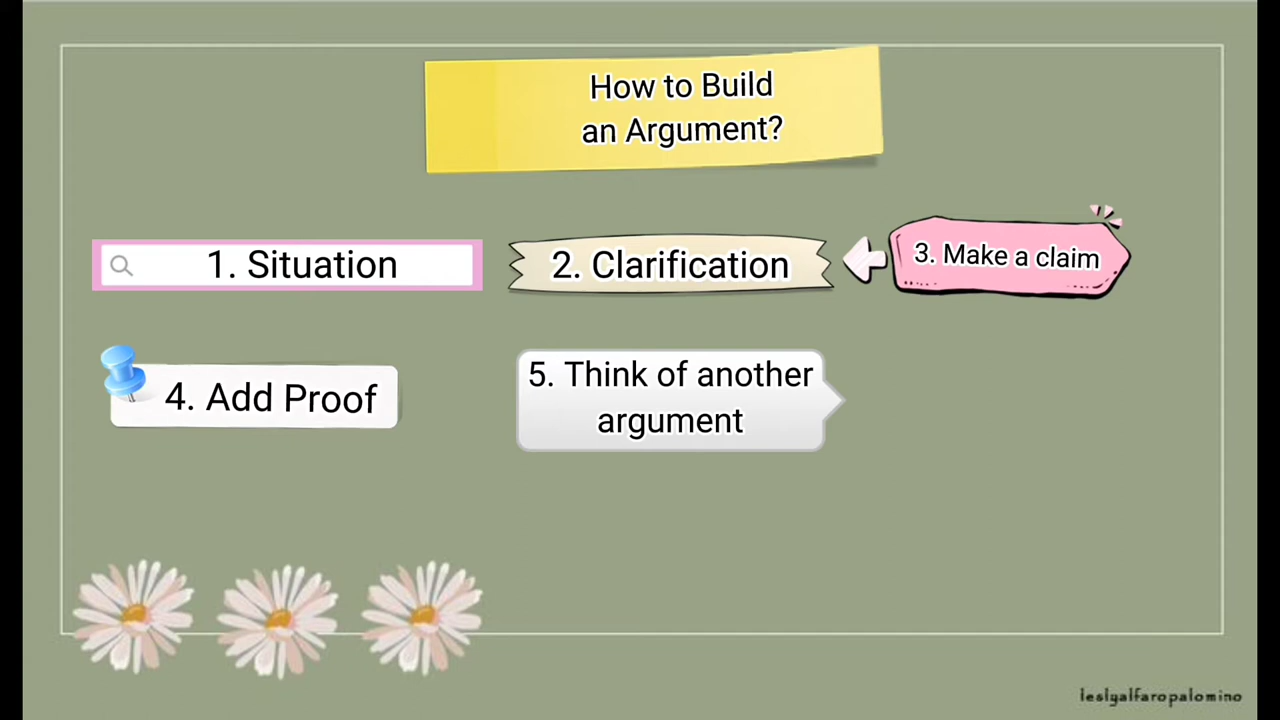 How to Build
an Argument?
1. Situation
2. Clarification
3. Make a claim
4. Add Proof
5. Think of another
argument
leslyalfaropalomino